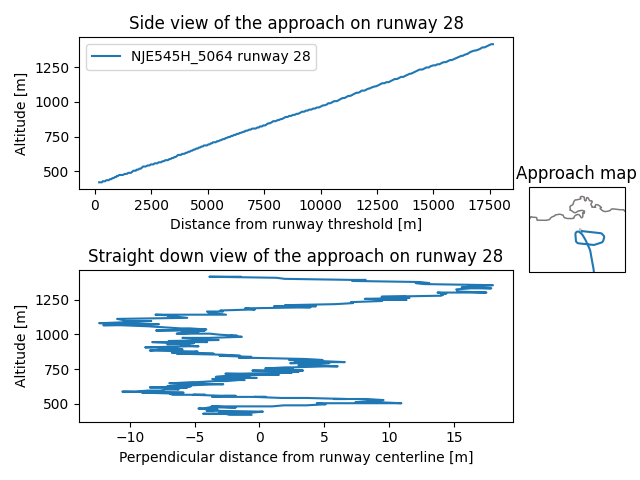 Side view of the approach on runway 28
NJE545H_5064 runway 28
Altitude [m]
1250
1000
750
500
0
2500
5000
7500
10000
12500
15000
17500
Distance from runway threshold [m]
Approach map
Straight down view of the approach on runway 28
Altitude [m]
1250
1000
750
500
−10
−5
0
5
10
15
Perpendicular distance from runway centerline [m]